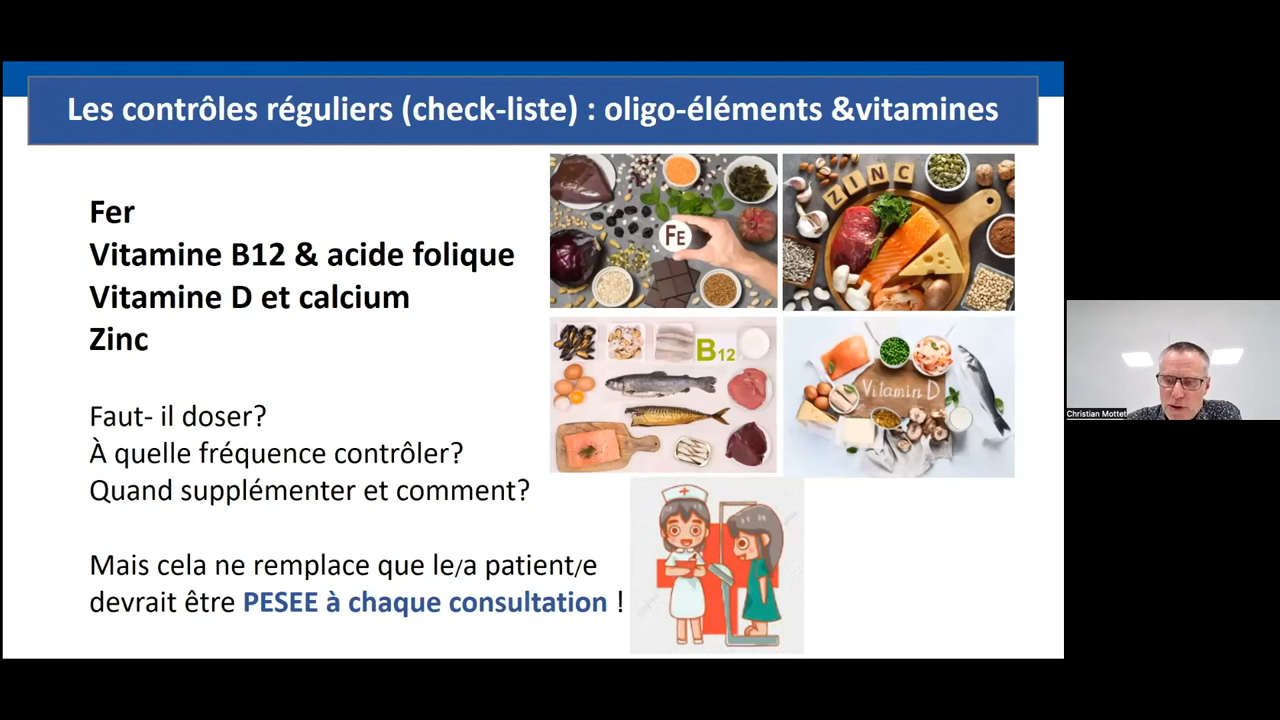 Les contrôles réguliers (check-liste) : oligo-éléments &vitamines
Fer
Vitamine B12 & acide folique
Vitamine D et calcium
Zinc
Faut- il doser?
À quelle fréquence contrôler?
Quand supplémenter et comment?
Mais cela ne remplace que le/a patient/e
devrait être PESEE à chaque consultation !
FE
ZINC
B12
Vitamin D
Christian Mottet